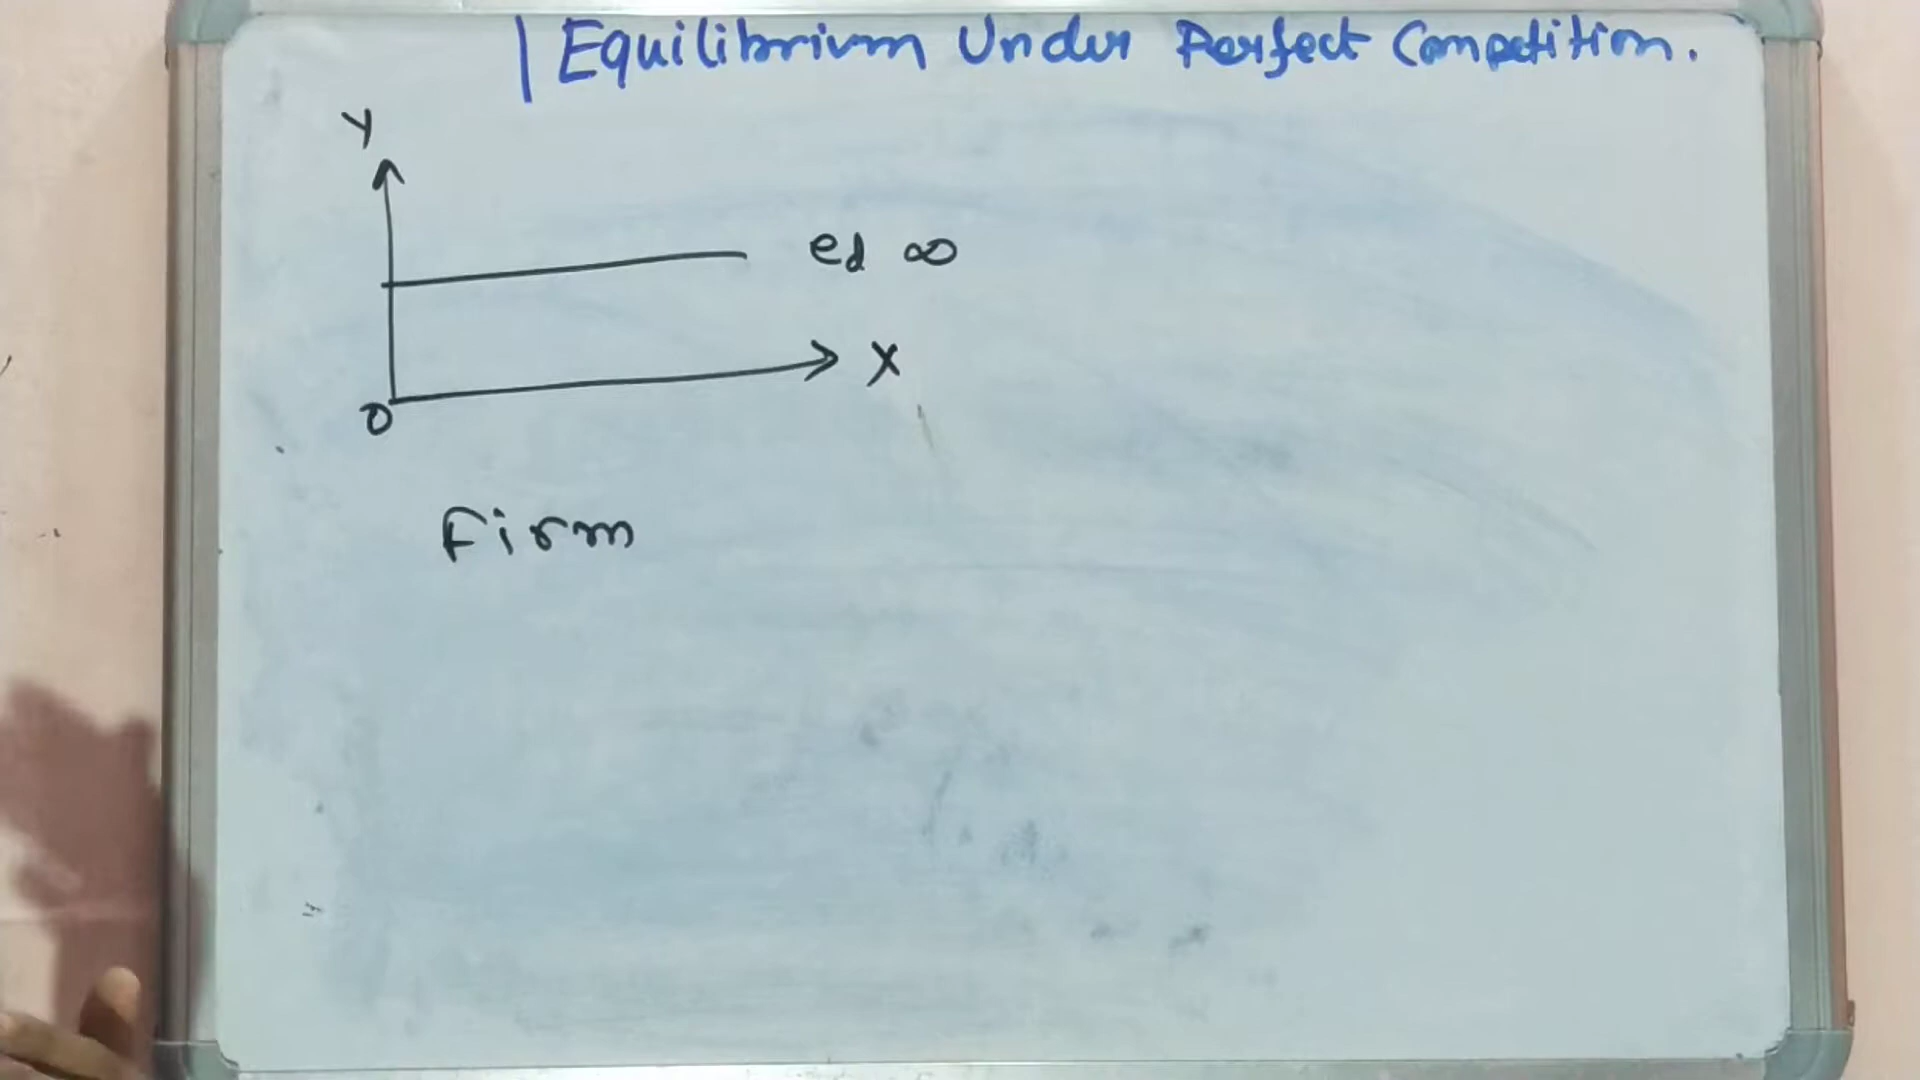 Equilibrium Under Perfect Competition.
Y
ed ∞
X
O
Firm